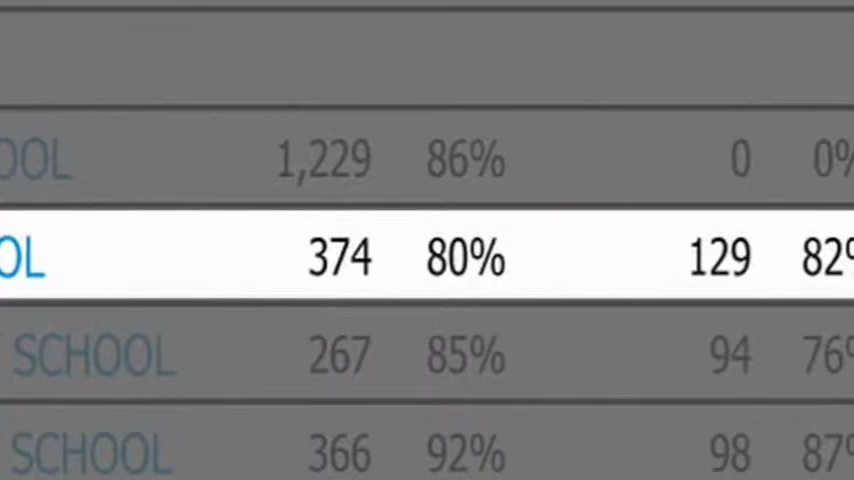 OOL 1,229 86% 0 0%
OL 374 80% 129 82%
SCHOOL 267 85% 94 76%
SCHOOL 366 92% 98 87%